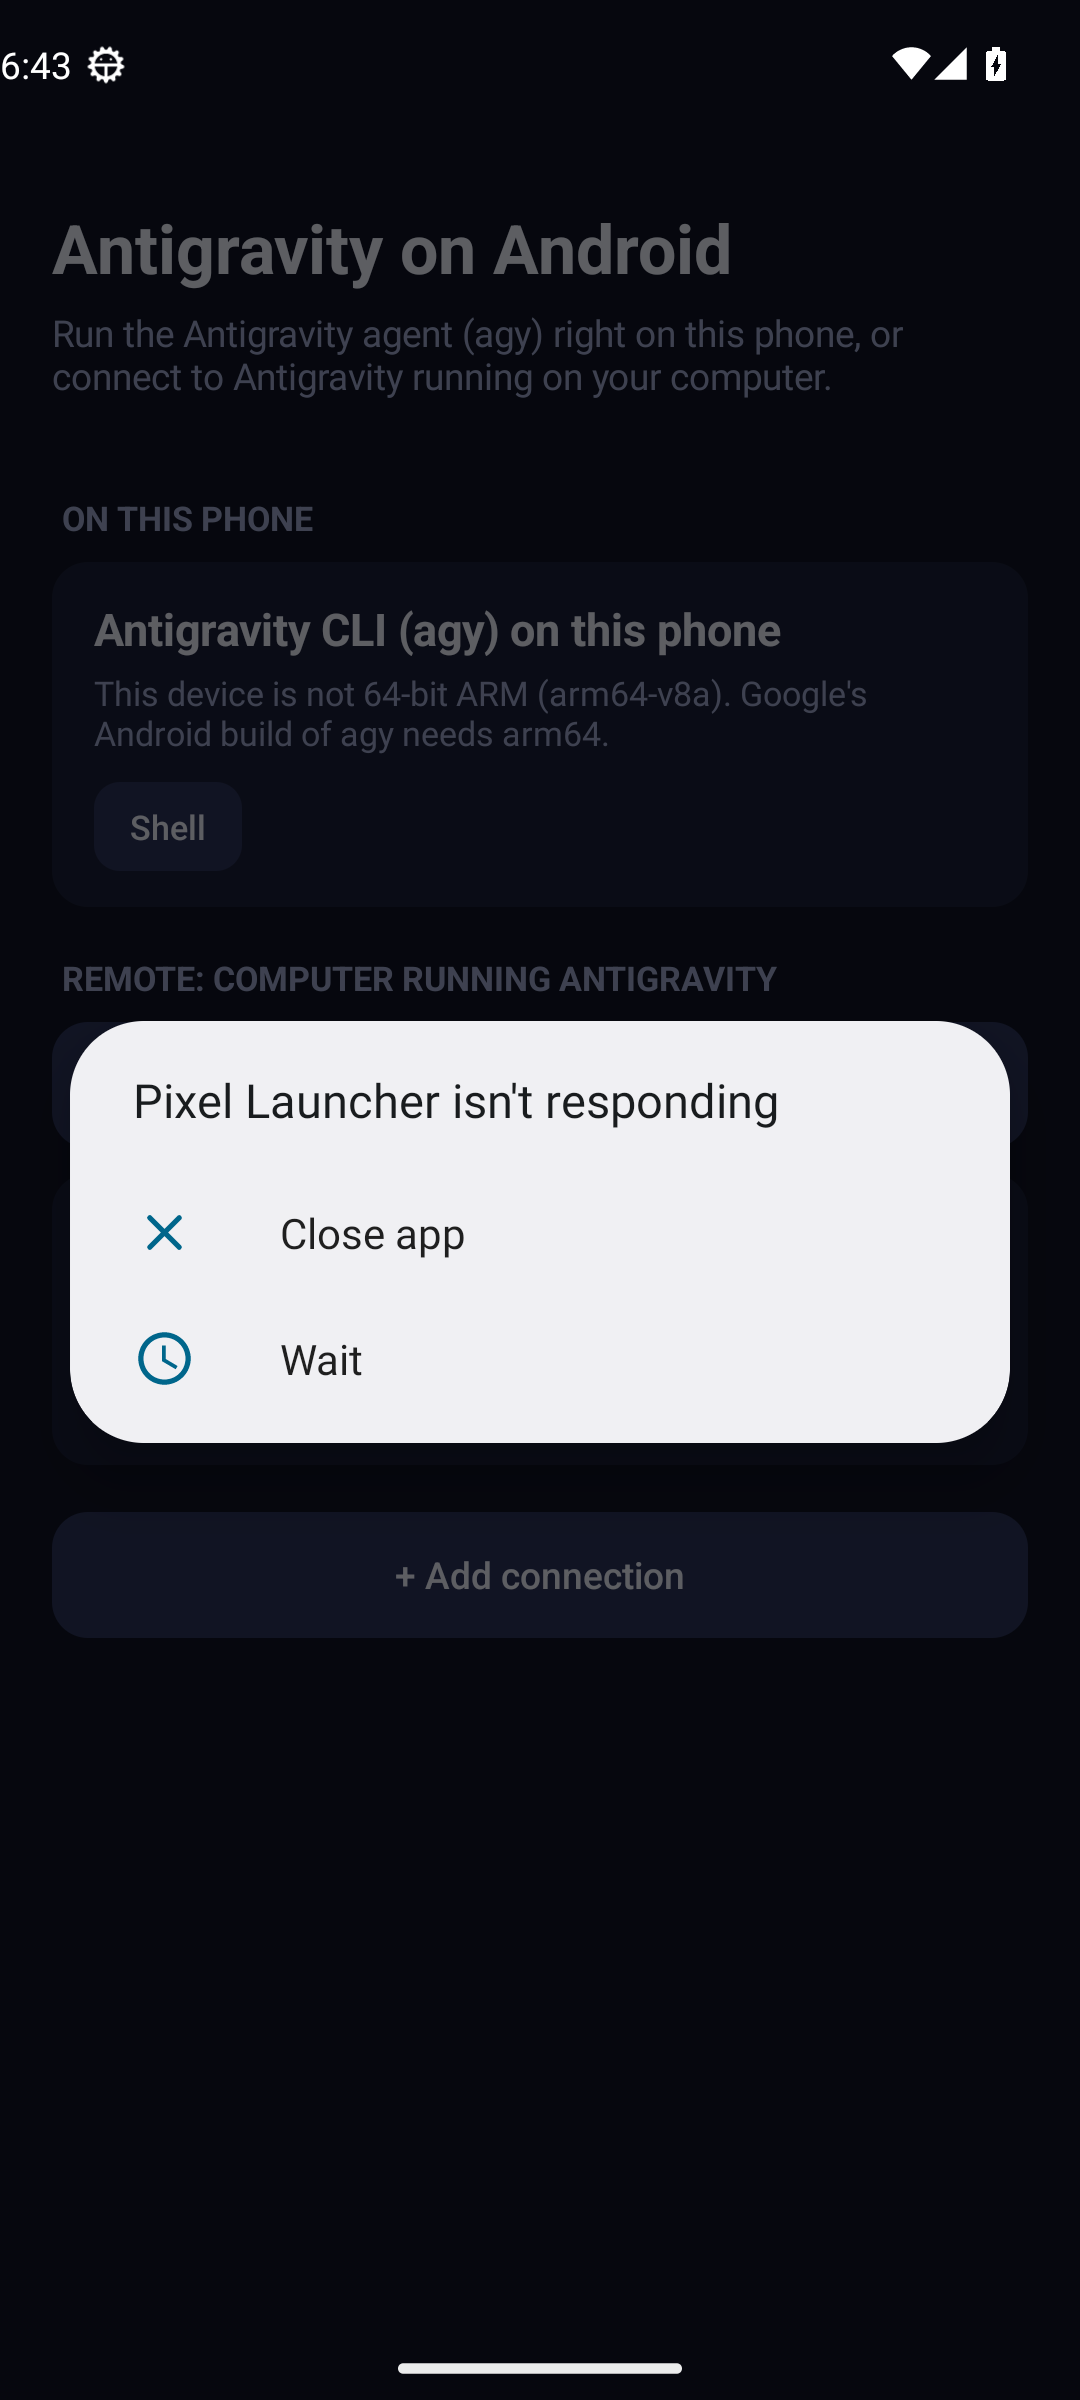 6:43
Antigravity on Android
Run the Antigravity agent (agy) right on this phone, or
connect to Antigravity running on your computer.
ON THIS PHONE
Antigravity CLI (agy) on this phone
This device is not 64-bit ARM (arm64-v8a). Google's
Android build of agy needs arm64.
Shell
REMOTE: COMPUTER RUNNING ANTIGRAVITY
Pixel Launcher isn't responding
Close app
Wait
+ Add connection